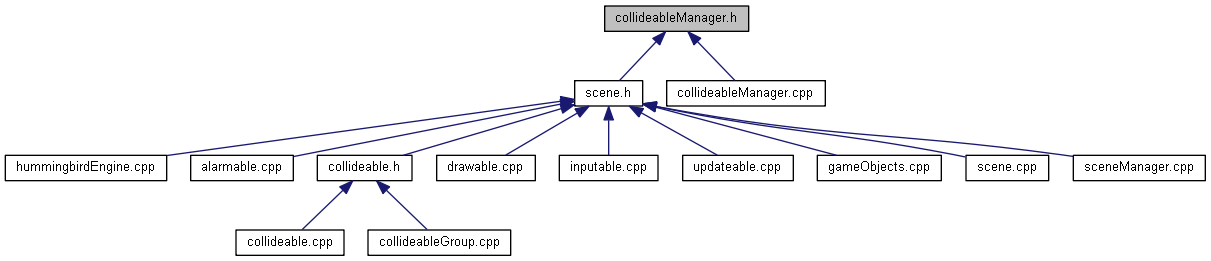 collideableManager.h
scene.h
collideableManager.cpp
hummingbirdEngine.cpp
alarmable.cpp
collideable.h
drawable.cpp
inputable.cpp
updateable.cpp
gameObjects.cpp
scene.cpp
sceneManager.cpp
collideable.cpp
collideableGroup.cpp